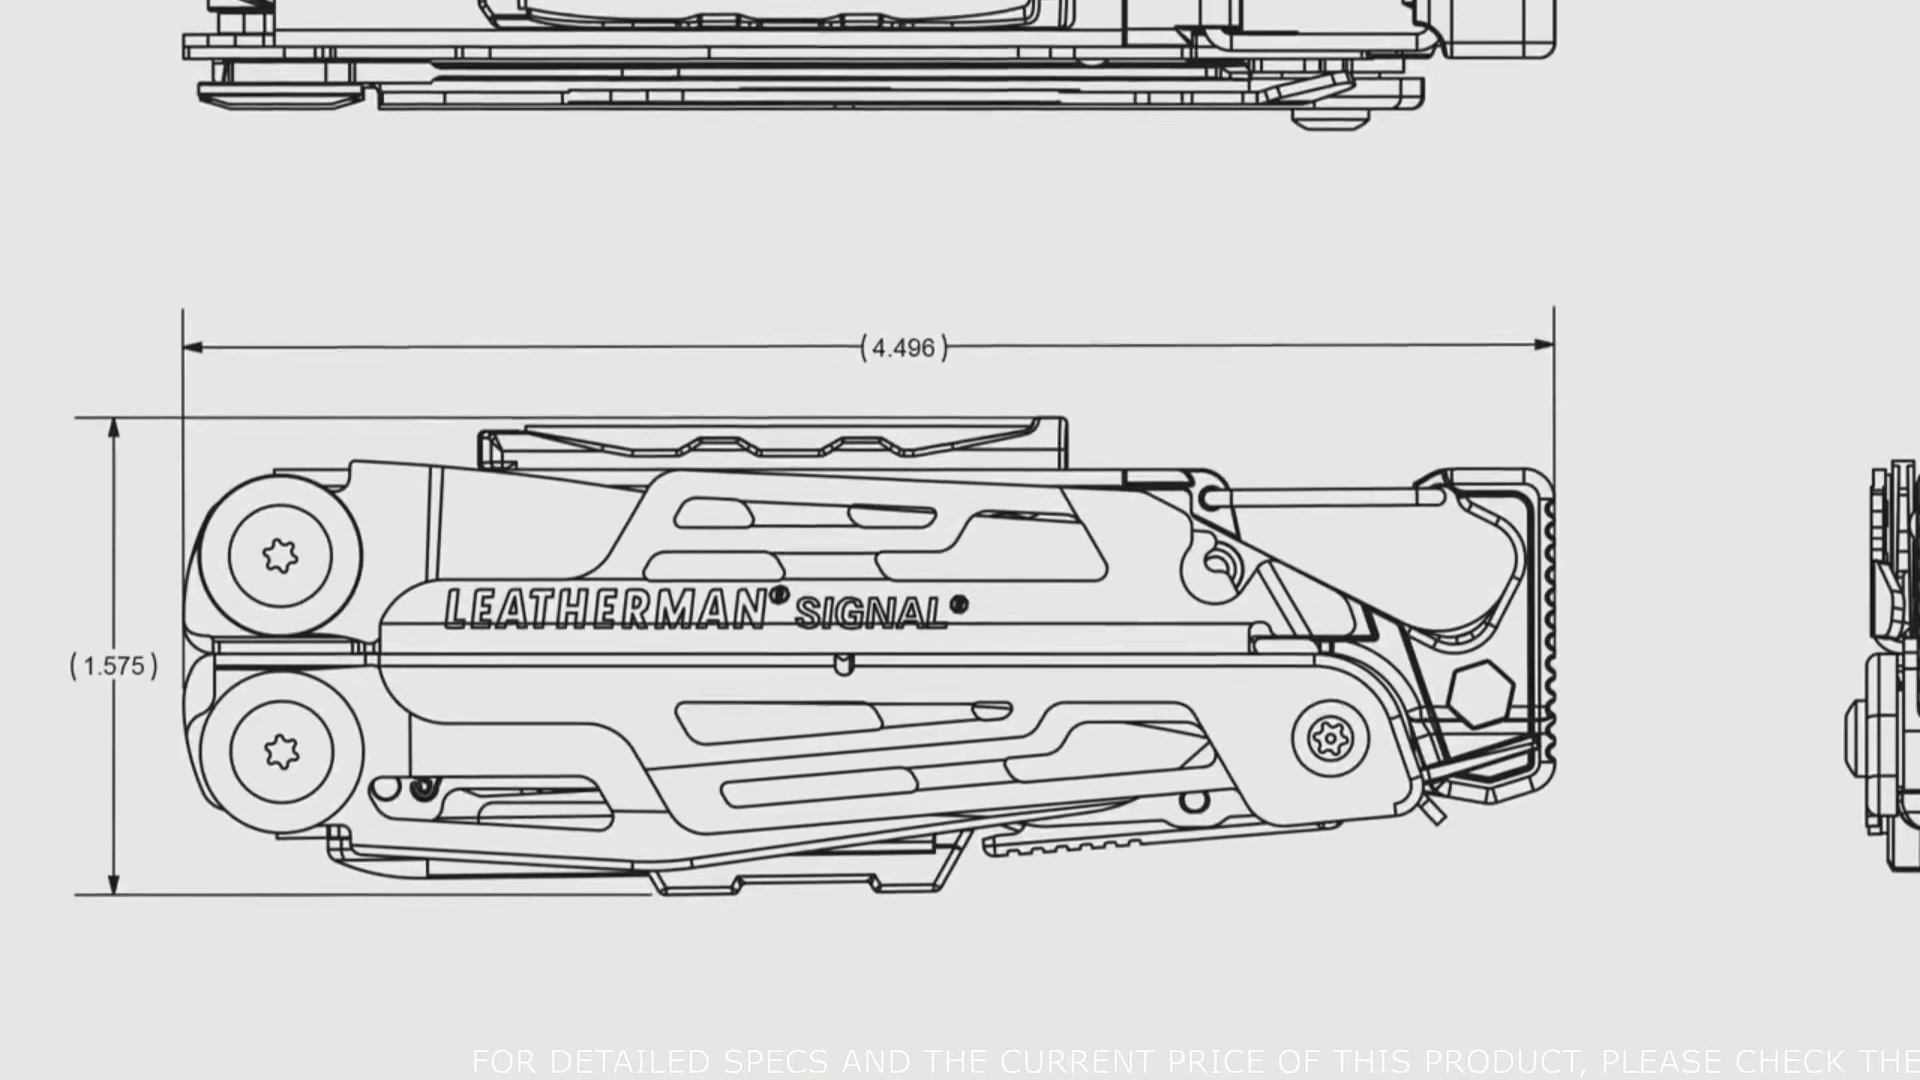 (4.496)
LEATHERMAN® SIGNAL®
(1.575)
FOR DETAILED SPECS AND THE CURRENT PRICE OF THIS PRODUCT, PLEASE CHECK THE